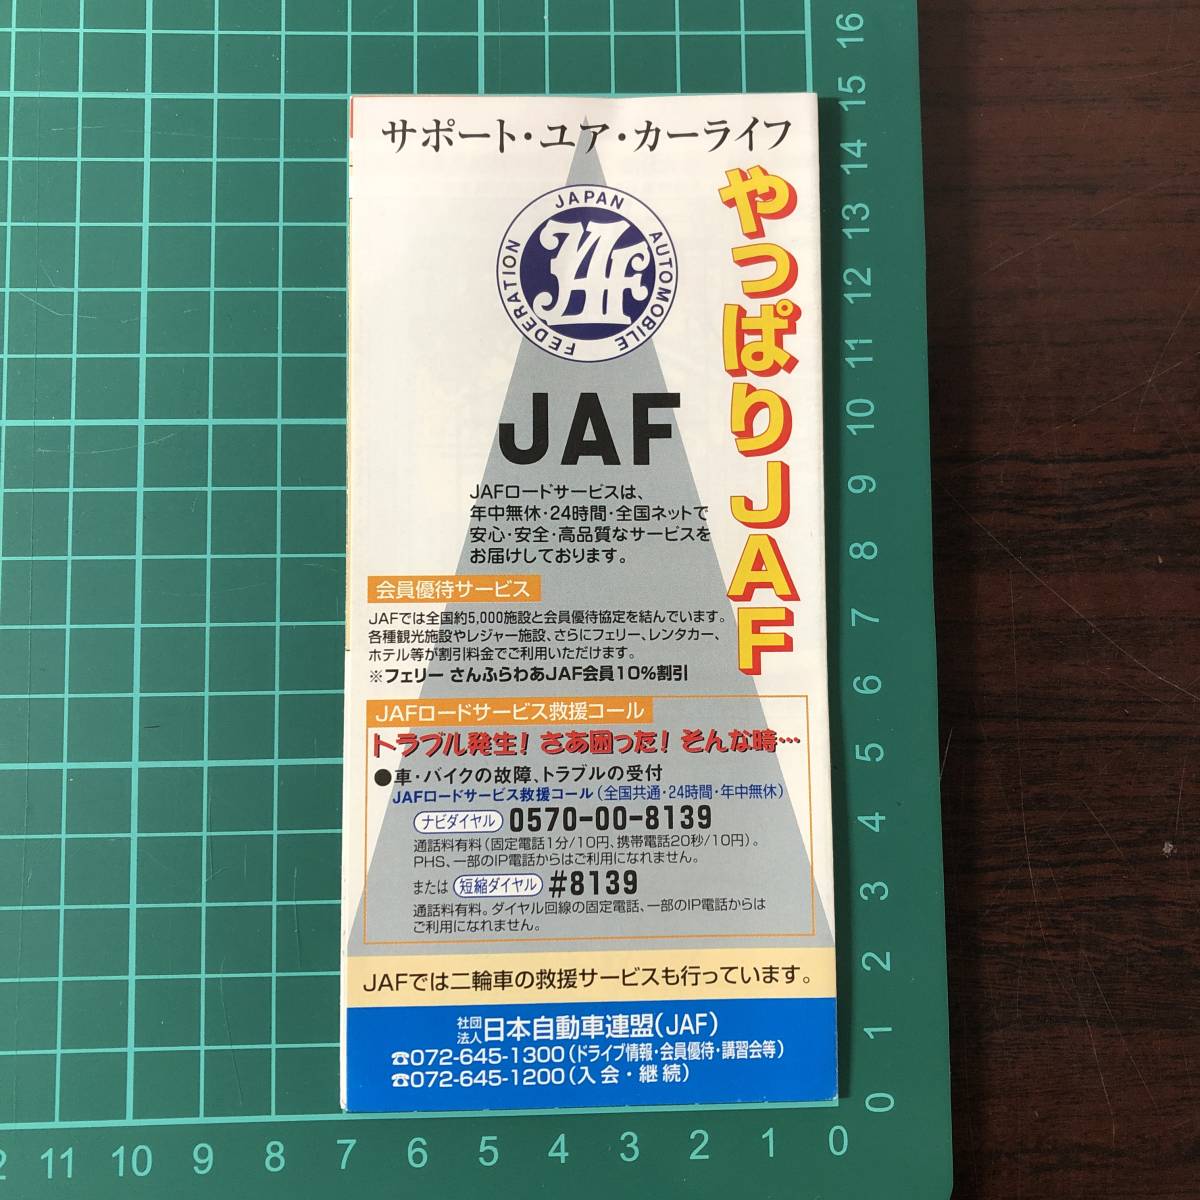 サポート・ユア・カーライフ
やっぱりJAF
JAPAN AUTOMOBILE FEDERATION
JAF
JAF
JAFロードサービスは、
年中無休・24時間・全国ネットで
安心・安全・高品質なサービスを
お届けしております。
会員優待サービス
JAFでは全国約5,000施設と会員優待協定を結んでいます。
各種観光施設やレジャー施設、さらにフェリー、レンタカー、
ホテル等が割引料金でご利用いただけます。
※フェリー さんふらわあJAF会員10%割引
JAFロードサービス救援コール
トラブル発生！さあ困った！そんな時…
●車・バイクの故障、トラブルの受付
JAFロードサービス救援コール（全国共通・24時間・年中無休）
ナビダイヤル 0570-00-8139
通話料有料（固定電話1分/10円、携帯電話20秒/10円）。
PHS、一部のIP電話からはご利用になれません。
または 短縮ダイヤル #8139
通話料有料。ダイヤル回線の固定電話、一部のIP電話からは
ご利用になれません。
JAFでは二輪車の救援サービスも行っています。
社団法人 日本自動車連盟（JAF）
☎072-645-1300（ドライブ情報・会員優待・講習会等）
☎072-645-1200（入会・継続）
16
15
14
13
12
11
10
9
8
7
6
5
4
3
2
1
0
2 11 10 9 8 7 6 5 4 3 2 1 0